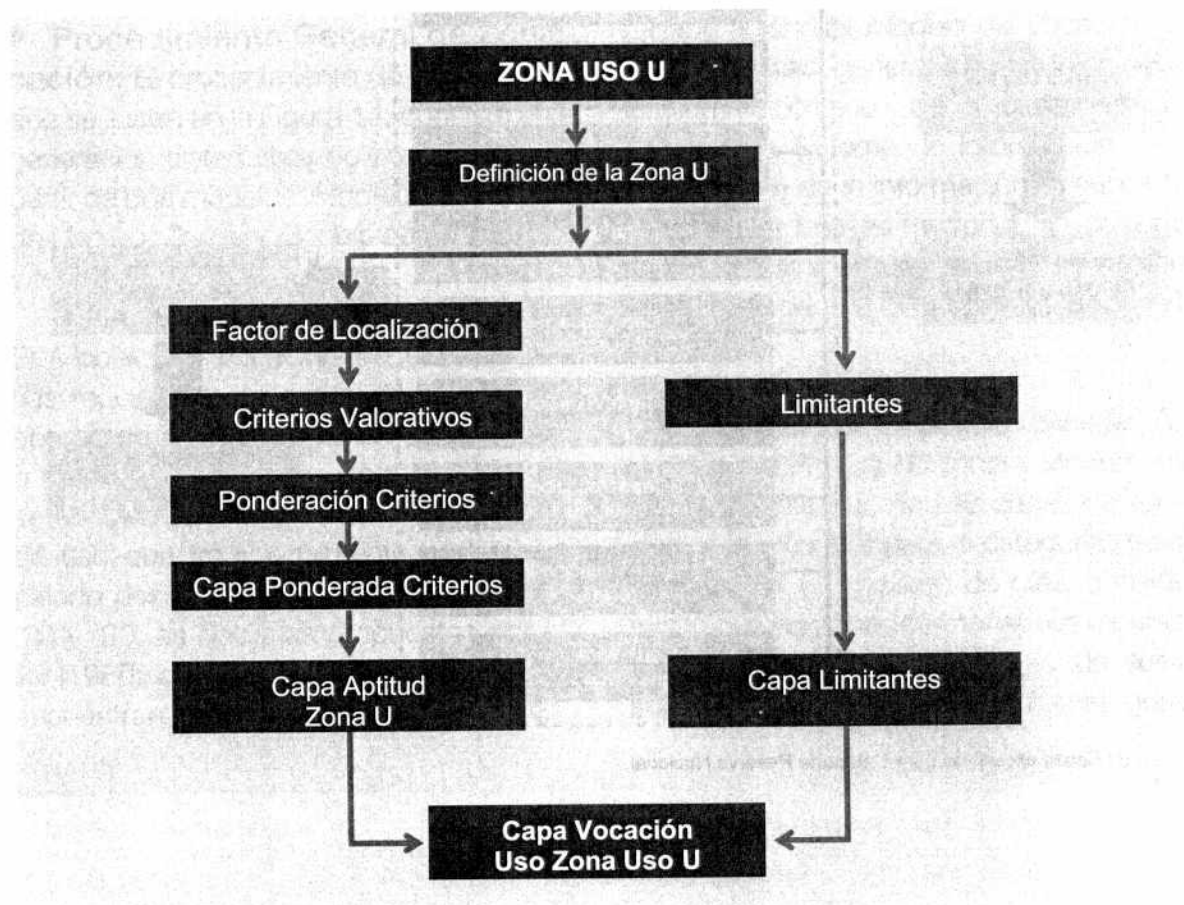 ZONA USO U
Definición de la Zona U
Factor de Localización
Criterios Valorativos
Ponderación Criterios
Capa Ponderada Criterios
Capa Aptitud
Zona U
Limitantes
Capa Limitantes
Capa Vocación
Uso Zona Uso U